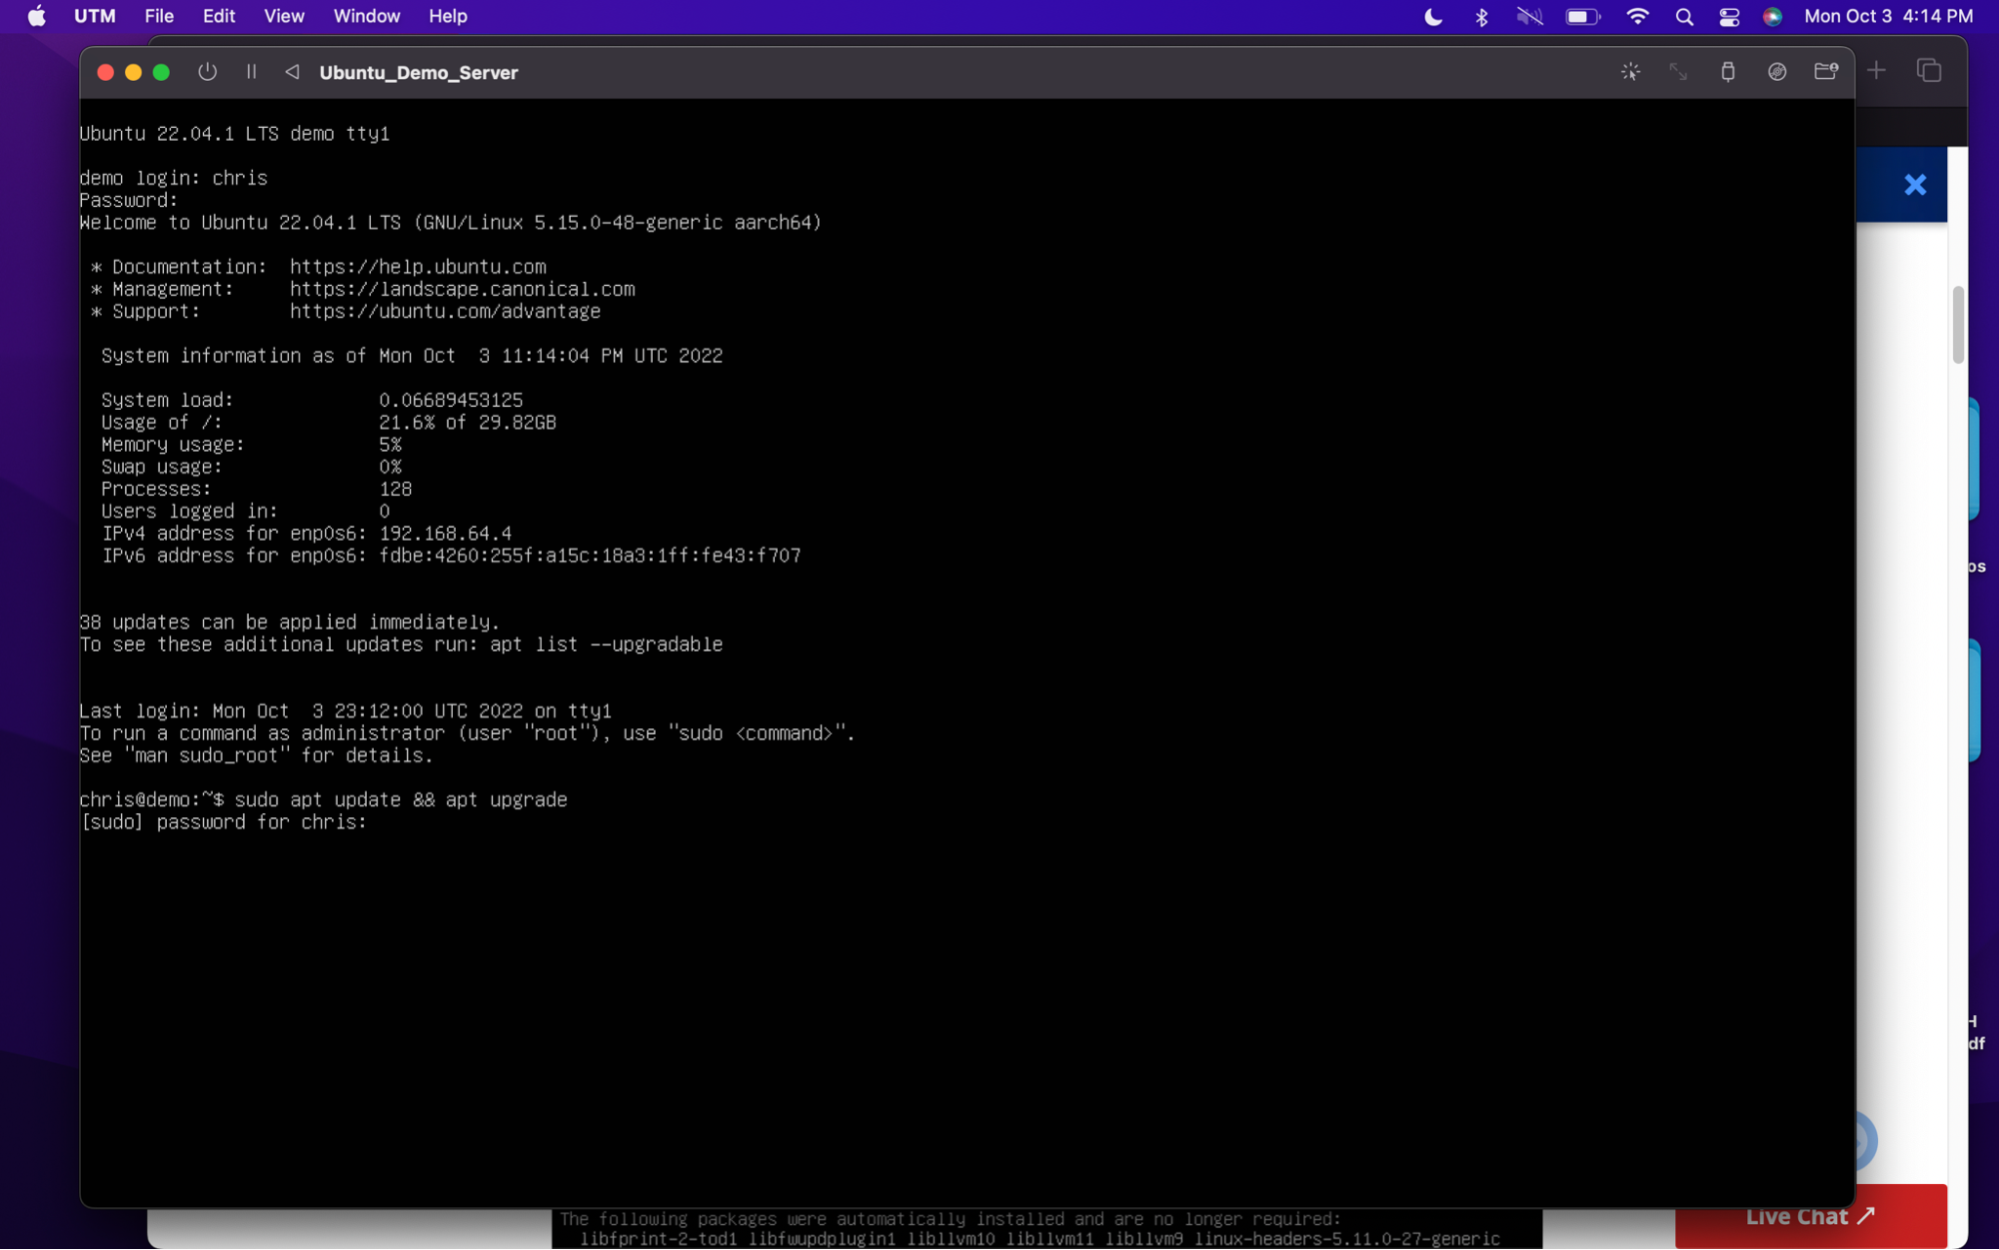 UTM File Edit View Window Help Mon Oct 3 4:14 PM
Ubuntu_Demo_Server
Ubuntu 22.04.1 LTS demo tty1
demo login: chris
Password:
Welcome to Ubuntu 22.04.1 LTS (GNU/Linux 5.15.0-48-generic aarch64)
* Documentation: https://help.ubuntu.com
* Management: https://landscape.canonical.com
* Support: https://ubuntu.com/advantage
System information as of Mon Oct 3 11:14:04 PM UTC 2022
System load: 0.06689453125
Usage of /: 21.6% of 29.82GB
Memory usage: 5%
Swap usage: 0%
Processes: 128
Users logged in: 0
IPv4 address for enp0s6: 192.168.64.4
IPv6 address for enp0s6: fdbe:4260:255f:a15c:18a3:1ff:fe43:f707
38 updates can be applied immediately.
To see these additional updates run: apt list --upgradable
Last login: Mon Oct 3 23:12:00 UTC 2022 on tty1
To run a command as administrator (user "root"), use "sudo <command>".
See "man sudo_root" for details.
chris@demo:~$ sudo apt update && apt upgrade
[sudo] password for chris:
os
H
df
The following packages were automatically installed and are no longer required:
libfprint-2-tod1 libfwupdplugin1 libllvm10 libllvm11 libllvm9 linux-headers-5.11.0-27-generic
Live Chat